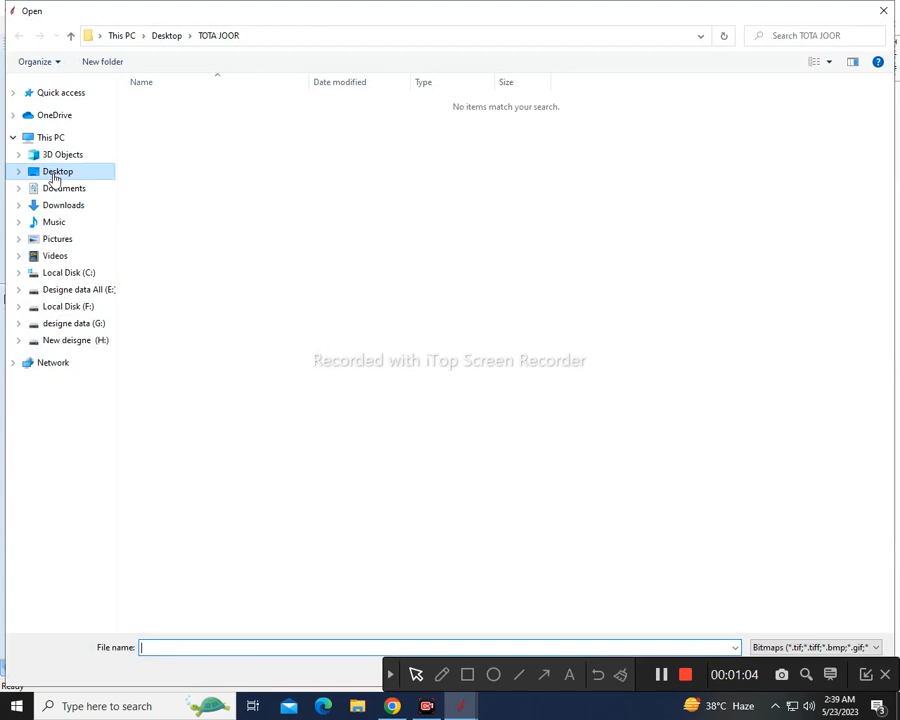 Open
This PC > Desktop > TOTA JOOR
Search TOTA JOOR
Organize
New folder
Name
Date modified
Type
Size
No items match your search.
Quick access
OneDrive
This PC
3D Objects
Desktop
Documents
Downloads
Music
Pictures
Videos
Local Disk (C:)
Designe data All (E:)
Local Disk (F:)
designe data (G:)
New deisgne (H:)
Network
Recorded with iTop Screen Recorder
File name:
Bitmaps (*.tif;*.tiff;*.bmp;*.gif;*
00:01:04
Ready
Type here to search
38°C Haze
2:39 AM
5/23/2023
3